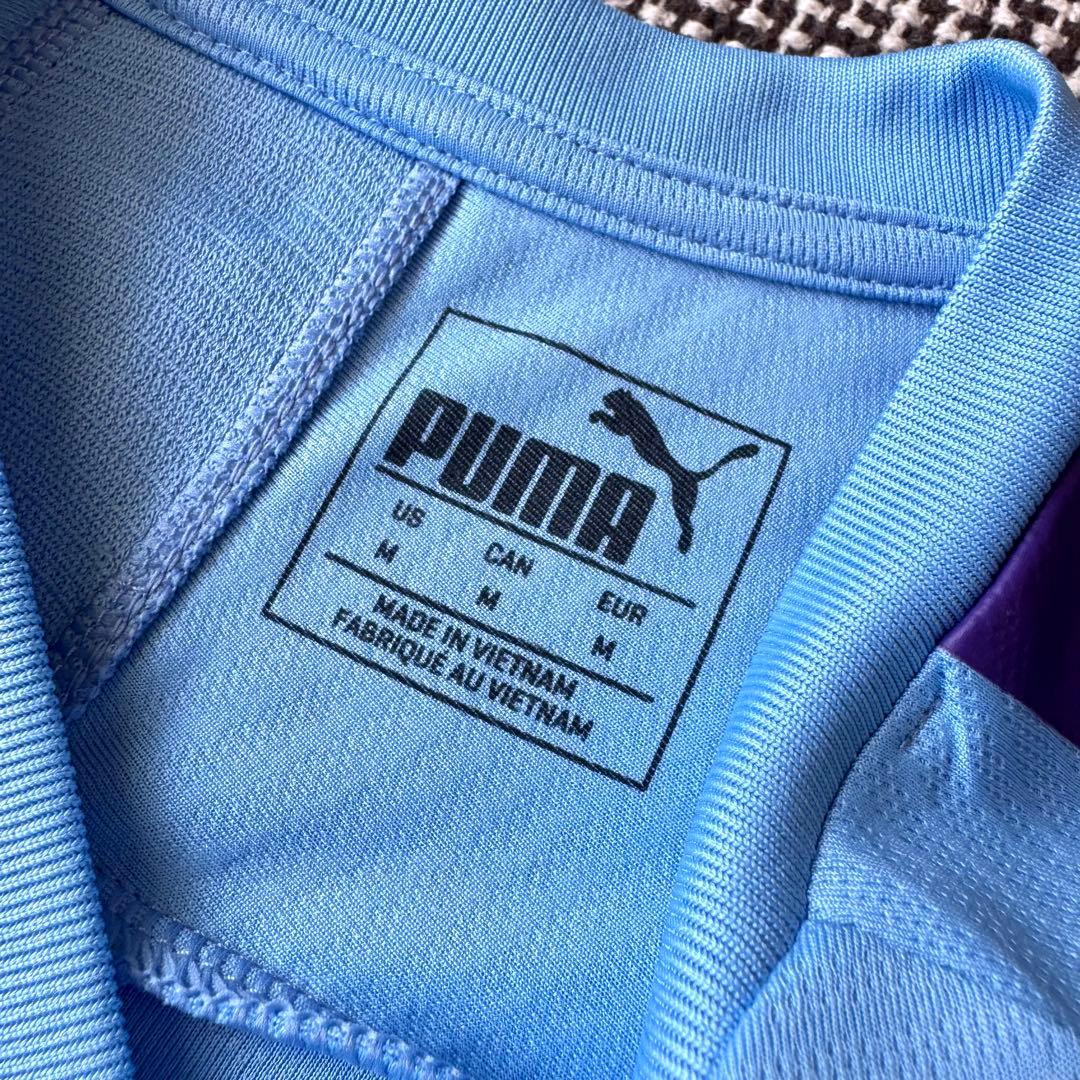 PUMA
US CAN EUR
M M M
MADE IN VIETNAM
FABRIQUÉ AU VIETNAM